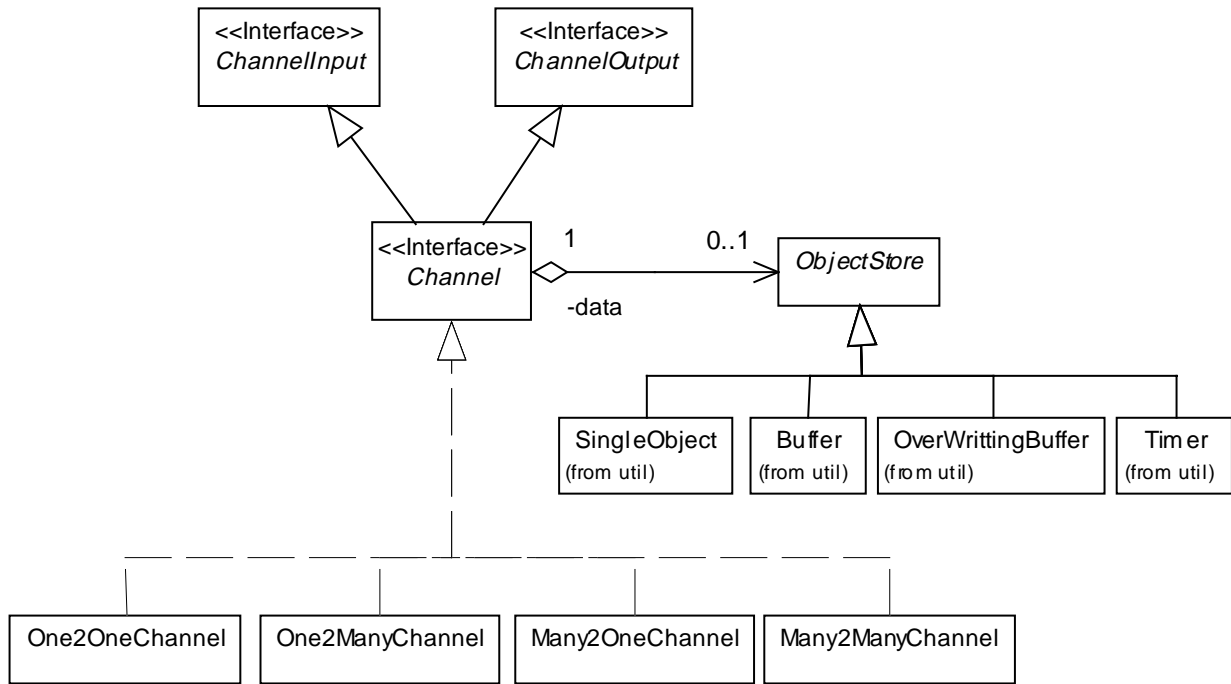 <<Interface>>
ChannelInput
<<Interface>>
ChannelOutput
<<Interface>>
Channel
1
0..1
-data
ObjectStore
SingleObject
(from util)
Buffer
(from util)
OverWrittingBuffer
(from util)
Timer
(from util)
One2OneChannel
One2ManyChannel
Many2OneChannel
Many2ManyChannel